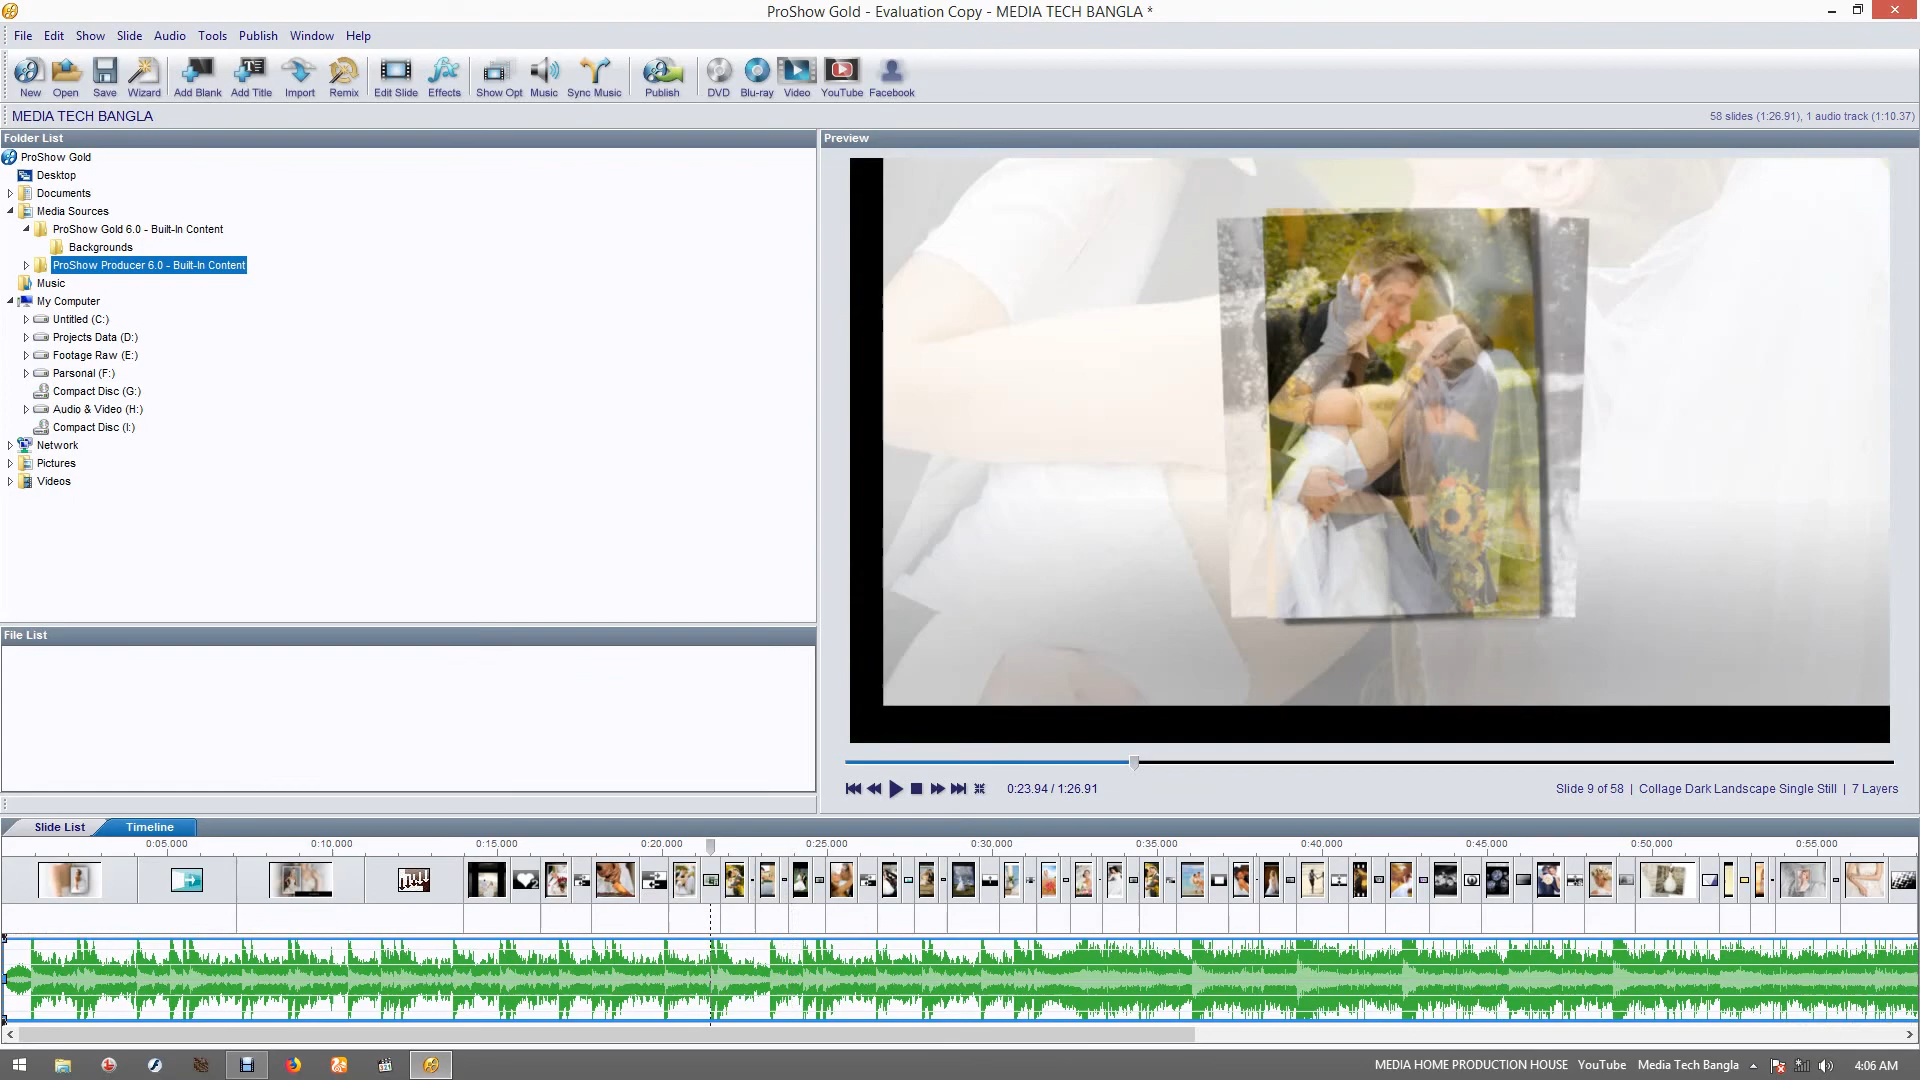 ProShow Gold - Evaluation Copy - MEDIA TECH BANGLA *
File Edit Show Slide Audio Tools Publish Window Help
New Open Save Wizard Add Blank Add Title Import Remix Edit Slide Effects Show Opt Music Sync Music Publish DVD Blu-ray Video YouTube Facebook
MEDIA TECH BANGLA
58 slides (1:26.91), 1 audio track (1:10.37)
Folder List
Preview
ProShow Gold
Desktop
Documents
Media Sources
ProShow Gold 6.0 - Built-In Content
Backgrounds
ProShow Producer 6.0 - Built-In Content
Music
My Computer
Untitled (C:)
Projects Data (D:)
Footage Raw (E:)
Parsonal (F:)
Compact Disc (G:)
Audio & Video (H:)
Compact Disc (I:)
Network
Pictures
Videos
File List
0:23.94 / 1:26.91
Slide 9 of 58 | Collage Dark Landscape Single Still | 7 Layers
Slide List Timeline
0:05.000 0:10.000 0:15.000 0:20.000 0:25.000 0:30.000 0:35.000 0:40.000 0:45.000 0:50.000 0:55.000
MEDIA HOME PRODUCTION HOUSE YouTube Media Tech Bangla 4:06 AM